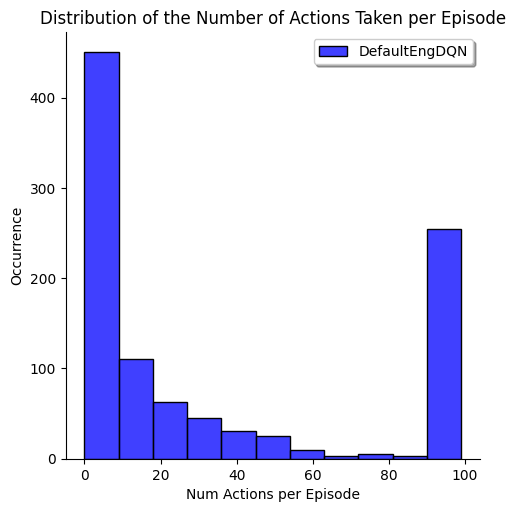 Distribution of the Number of Actions Taken per Episode
DefaultEngDQN
400
300
200
100
0
Occurrence
0 20 40 60 80 100
Num Actions per Episode